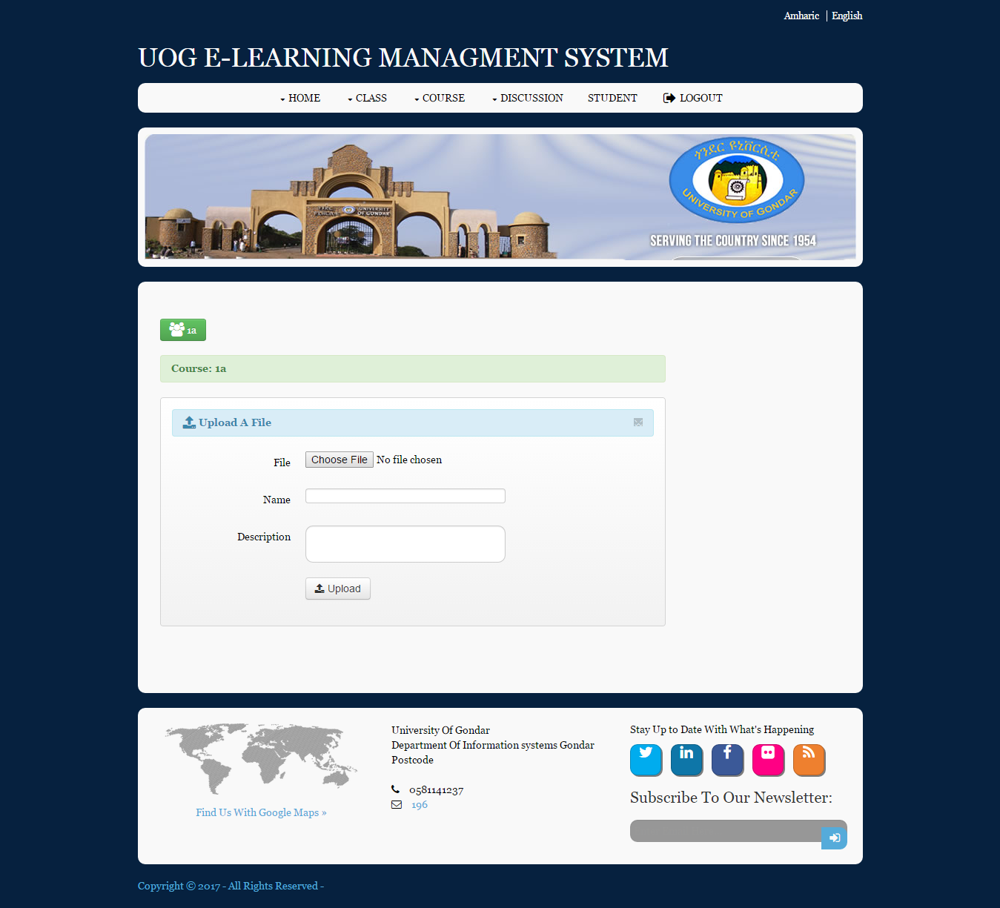 Amharic English
UOG E-LEARNING MANAGMENT SYSTEM
HOME CLASS COURSE DISCUSSION STUDENT LOGOUT
ጎንደር ዩኒቨርሲቲ
UNIVERSITY OF GONDAR
UNIVERSITY
OF GONDAR
SERVING THE COUNTRY SINCE 1954
1a
Course: 1a
Upload A File
File Choose File No file chosen
Name
Description
Upload
University Of Gondar
Department Of Information systems Gondar
Postcode
0581141237
196
Find Us With Google Maps »
Stay Up to Date With What's Happening
Subscribe To Our Newsletter:
Copyright © 2017 - All Rights Reserved -